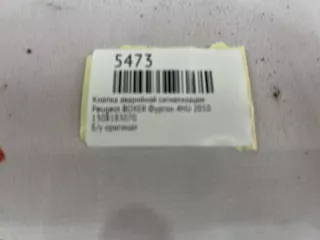 5473
Кнопка аварийной сигнализации
Peugeot BOXER Фургон 4HU 2010
1308183070
Б/у оригинал